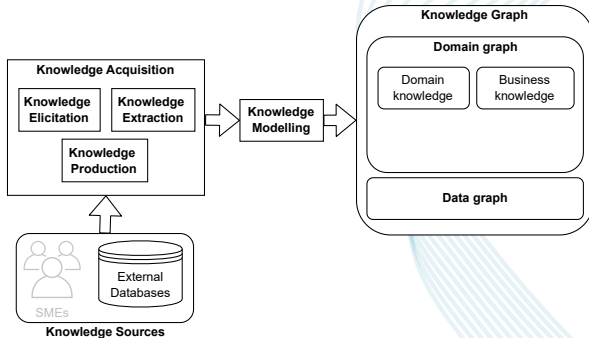 Knowledge Graph
Domain graph
Knowledge Acquisition
Domain
knowledge
Business
knowledge
Knowledge
Elicitation
Knowledge
Extraction
Knowledge
Modelling
Knowledge
Production
Data graph
External
Databases
SMEs
Knowledge Sources